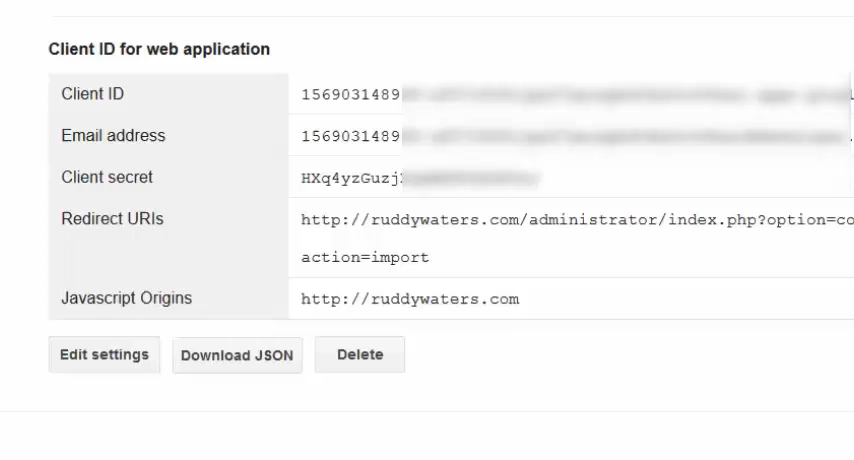 Client ID for web application
Client ID 1569031489
Email address 1569031489
Client secret HXq4yzGuzj
Redirect URIs http://ruddywaters.com/administrator/index.php?option=co
action=import
Javascript Origins http://ruddywaters.com
Edit settings Download JSON Delete